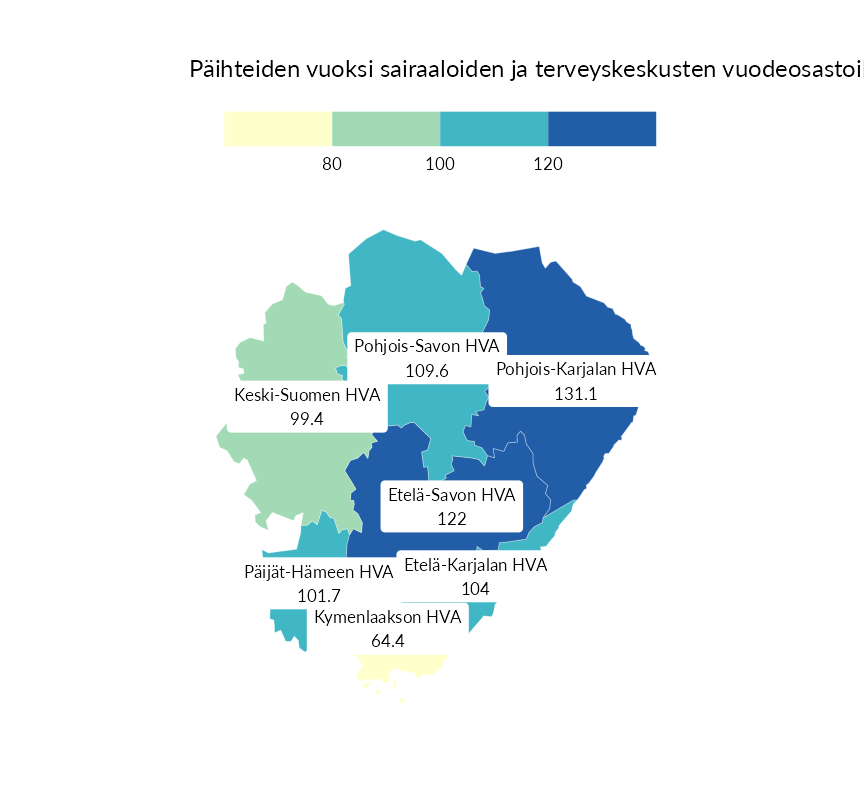 Päihteiden vuoksi sairaaloiden ja terveyskeskusten
80 100 120
Pohjois-Savon HVA
109.6
Pohjois-Karjalan HVA
131.1
Keski-Suomen HVA
99.4
Etelä-Savon HVA
122
Etelä-Karjalan HVA
104
Päijät-Hämeen HVA
101.7
Kymenlaakson HVA
64.4